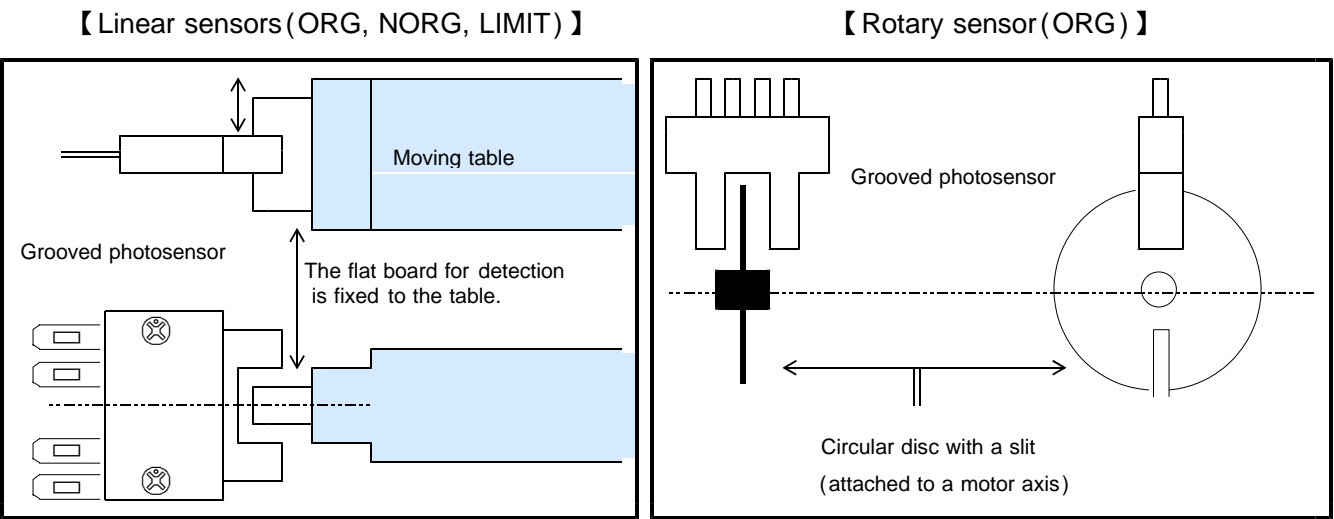 【Linear sensors(ORG, NORG, LIMIT)】
Moving table
Grooved photosensor
The flat board for detection
is fixed to the table.
【Rotary sensor(ORG)】
Grooved photosensor
Circular disc with a slit
(attached to a motor axis)